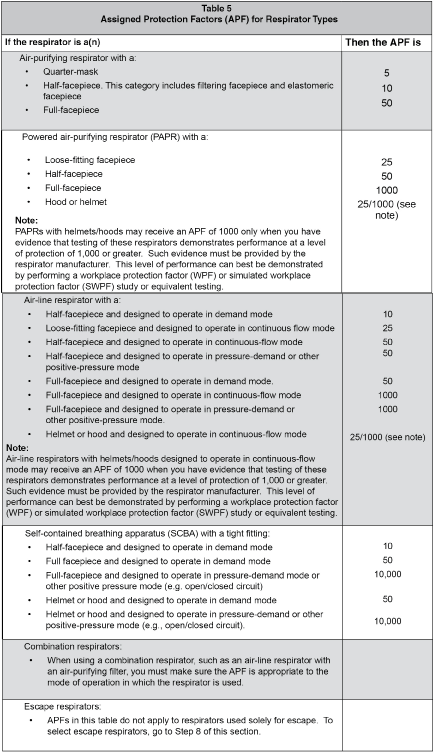 Table 5
Assigned Protection Factors (APF) for Respirator Types
If the respirator is a(n)
Then the APF is
Air-purifying respirator with a:
• Quarter-mask
5
• Half-facepiece. This category includes filtering facepiece and elastomeric
facepiece
10
• Full-facepiece
50
Powered air-purifying respirator (PAPR) with a:
• Loose-fitting facepiece
25
• Half-facepiece
50
• Full-facepiece
1000
• Hood or helmet
25/1000 (see
note)
Note:
PAPRs with helmets/hoods may receive an APF of 1000 only when you have
evidence that testing of these respirators demonstrates performance at a level
of protection of 1,000 or greater. Such evidence must be provided by the
respirator manufacturer. This level of performance can best be demonstrated
by performing a workplace protection factor (WPF) or simulated workplace
protection factor (SWPF) study or equivalent testing.
Air-line respirator with a:
• Half-facepiece and designed to operate in demand mode
10
• Loose-fitting facepiece and designed to operate in continuous flow mode
25
• Half-facepiece and designed to operate in continuous-flow mode
50
• Half-facepiece and designed to operate in pressure-demand or other
positive-pressure mode
50
• Full-facepiece and designed to operate in demand mode.
50
• Full-facepiece and designed to operate in continuous-flow mode
1000
• Full-facepiece and designed to operate in pressure-demand or
other positive-pressure mode.
1000
• Helmet or hood and designed to operate in continuous-flow mode
25/1000 (see note)
Note:
Air-line respirators with helmets/hoods designed to operate in continuous-flow
mode may receive an APF of 1000 when you have evidence that testing of these
respirators demonstrates performance at a level of protection of 1,000 or greater.
Such evidence must be provided by the respirator manufacturer. This level of
performance can best be demonstrated by performing a workplace protection factor
(WPF) or simulated workplace protection factor (SWPF) study or equivalent testing.
Self-contained breathing apparatus (SCBA) with a tight fitting:
• Half-facepiece and designed to operate in demand mode
10
• Full facepiece and designed to operate in demand mode
50
• Full-facepiece and designed to operate in pressure-demand mode or
other positive pressure mode (e.g. open/closed circuit)
10,000
• Helmet or hood and designed to operate in demand mode
50
• Helmet or hood and designed to operate in pressure-demand or other
positive-pressure mode (e.g., open/closed circuit).
10,000
Combination respirators:
• When using a combination respirator, such as an air-line respirator with
an air-purifying filter, you must make sure the APF is appropriate to the
mode of operation in which the respirator is used.
Escape respirators:
• APFs in this table do not apply to respirators used solely for escape. To
select escape respirators, go to Step 8 of this section.